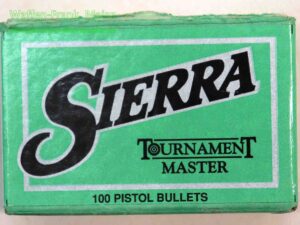 SIERRA
TOURNAMENT
MASTER
100 PISTOL BULLETS